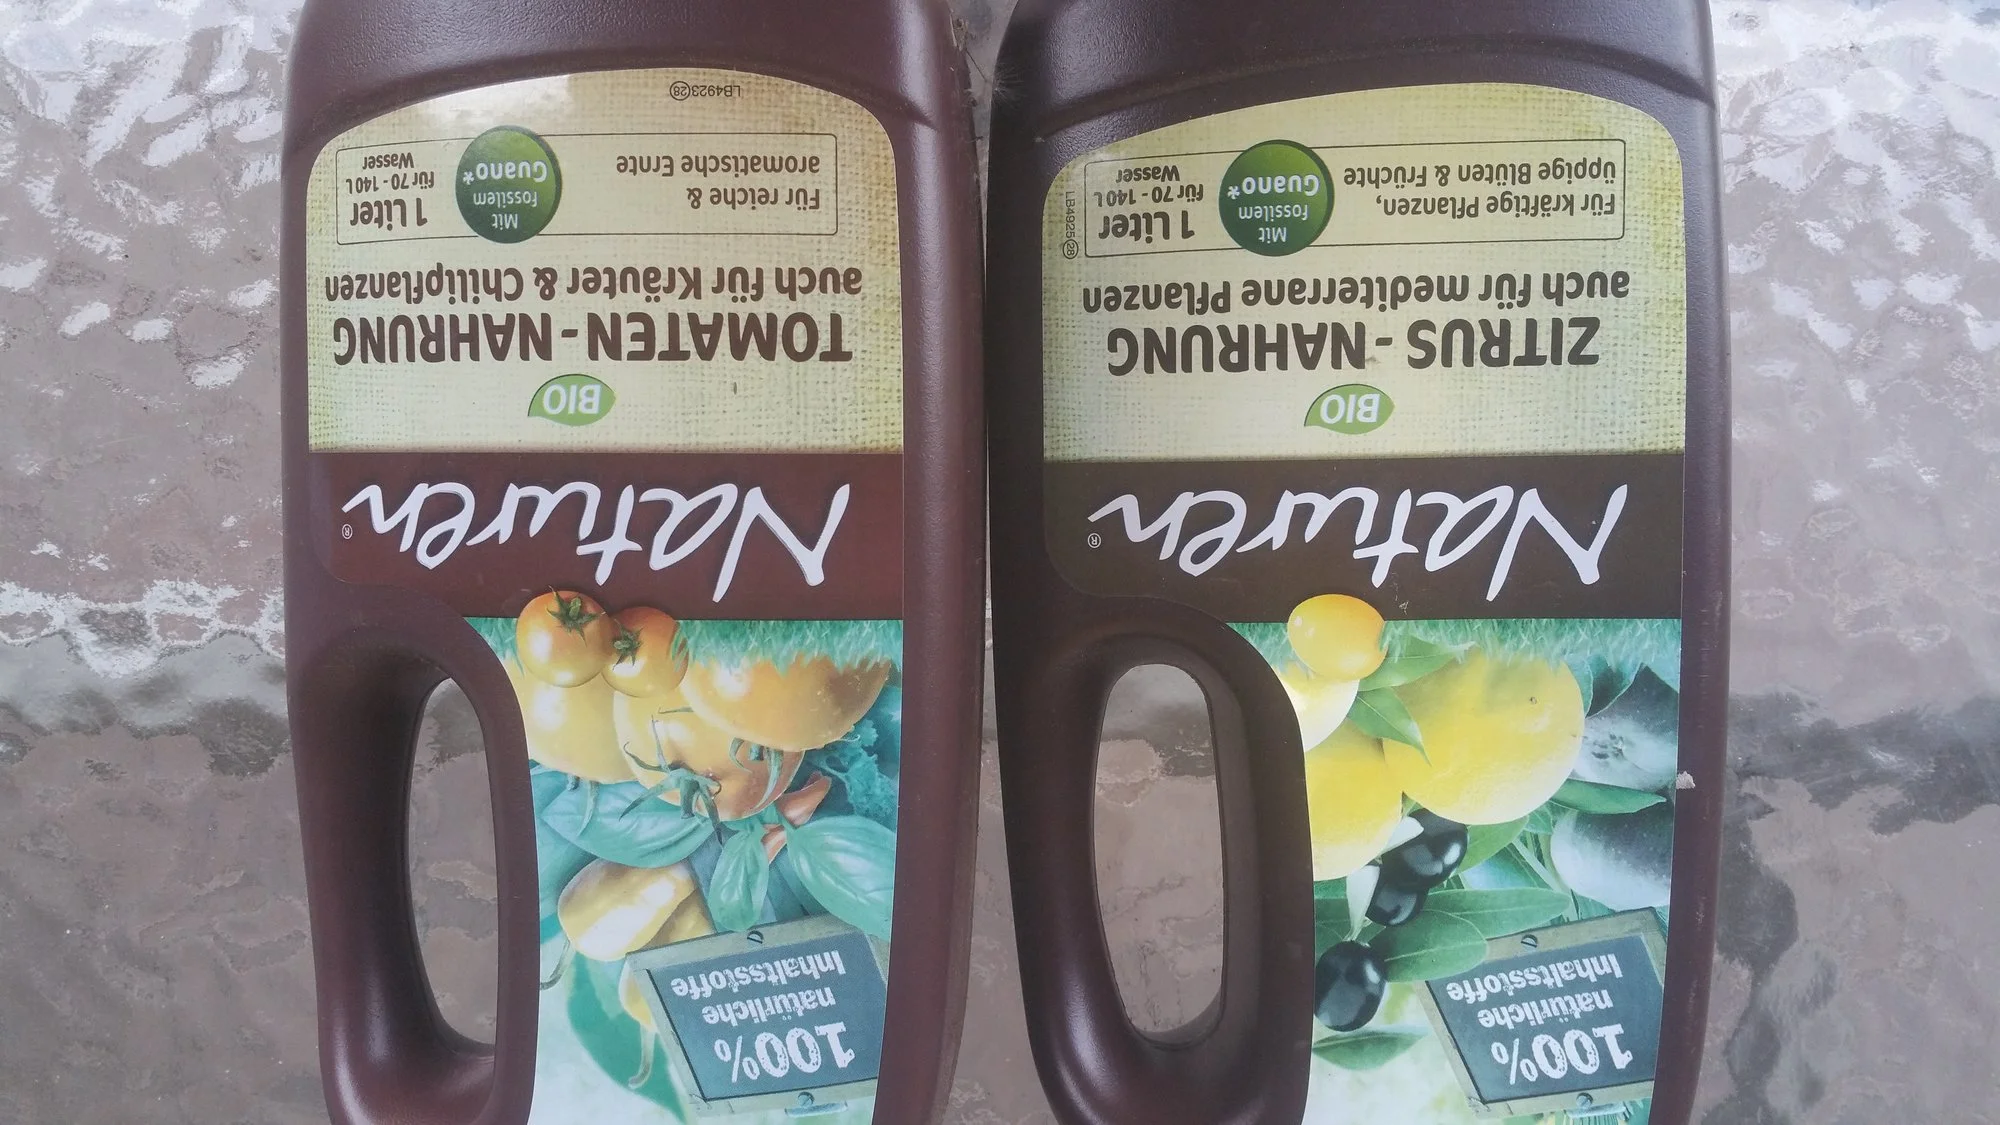 100%
natürliche
Inhaltsstoffe
Naturen®
BIO
TOMATEN-NAHRUNG
auch für Kräuter & Chilipflanzen
Für reiche &
aromatische Ernte
Mit
fossilem
Guano*
1 Liter
für 70 - 140 l
Wasser
LB4923 28
100%
natürliche
Inhaltsstoffe
Naturen®
BIO
ZITRUS-NAHRUNG
auch für mediterrane Pflanzen
Für kräftige Pflanzen,
üppige Blüten & Früchte
Mit
fossilem
Guano*
1 Liter
für 70 - 140 l
Wasser
LB4925 28